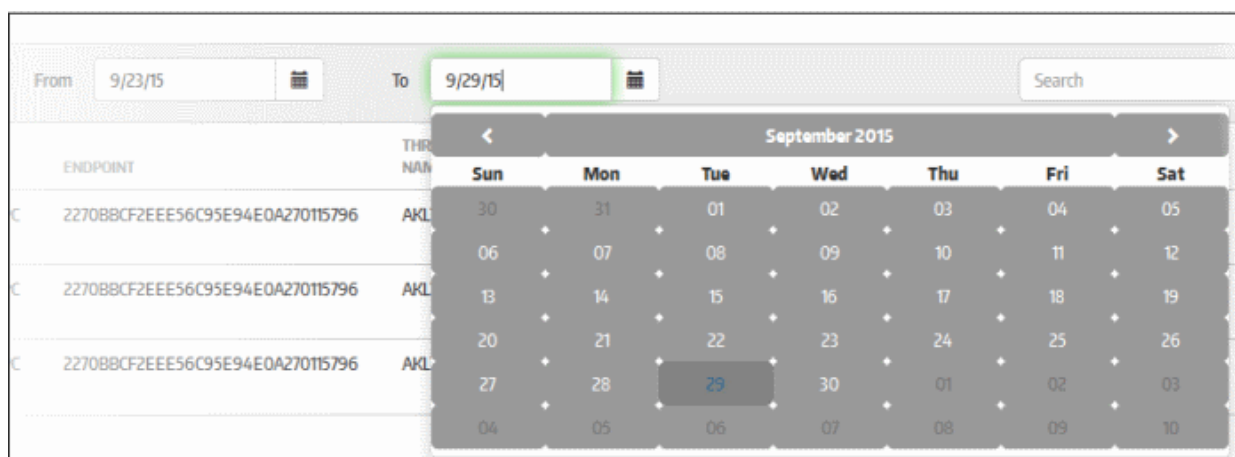 From 9/23/15 To 9/29/15 Search
September 2015
ENDPOINT THR
NAM
Sun Mon Tue Wed Thu Fri Sat
C 2270BBCF2EEE56C95E94E0A270115796 AKL 30 31 01 02 03 04 05
06 07 08 09 10 11 12
C 2270BBCF2EEE56C95E94E0A270115796 AKL 13 14 15 16 17 18 19
20 21 22 23 24 25 26
C 2270BBCF2EEE56C95E94E0A270115796 AKL
27 28 29 30 01 02 03
04 05 06 07 08 09 10